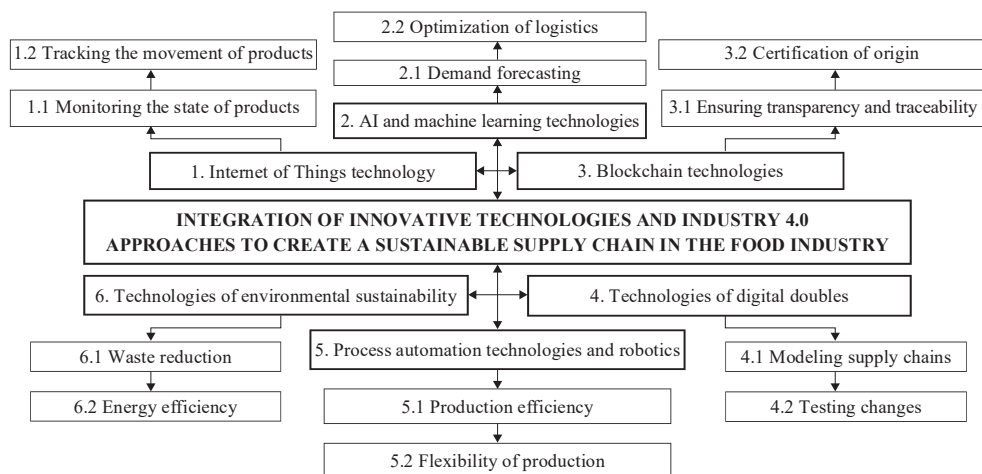 2.2 Optimization of logistics
1.2 Tracking the movement of products
3.2 Certification of origin
2.1 Demand forecasting
1.1 Monitoring the state of products
3.1 Ensuring transparency and traceability
2. AI and machine learning technologies
1. Internet of Things technology
3. Blockchain technologies
INTEGRATION OF INNOVATIVE TECHNOLOGIES AND INDUSTRY 4.0
APPROACHES TO CREATE A SUSTAINABLE SUPPLY CHAIN IN THE FOOD INDUSTRY
6. Technologies of environmental sustainability
4. Technologies of digital doubles
5. Process automation technologies and robotics
6.1 Waste reduction
4.1 Modeling supply chains
6.2 Energy efficiency
5.1 Production efficiency
4.2 Testing changes
5.2 Flexibility of production